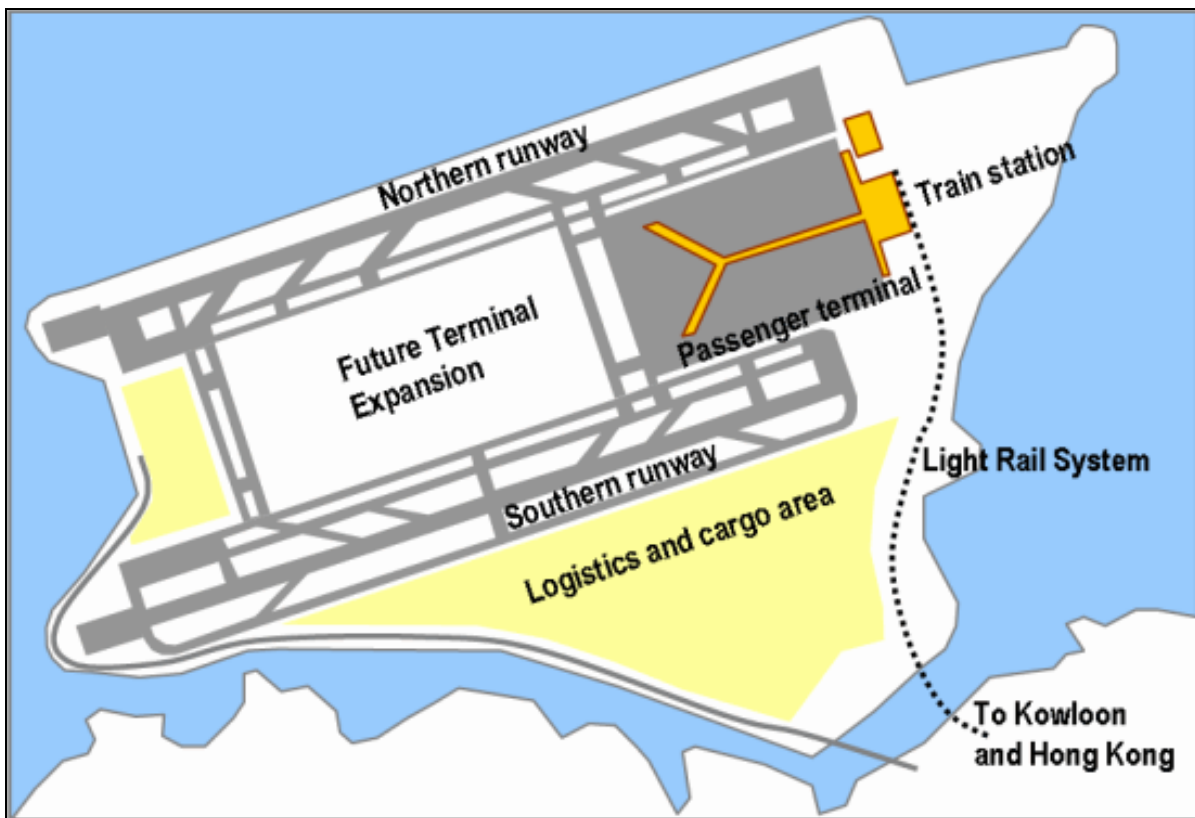 Northern runway
Train station
Future Terminal
Expansion
Passenger terminal
Southern runway
Light Rail System
Logistics and cargo area
To Kowloon
and Hong Kong